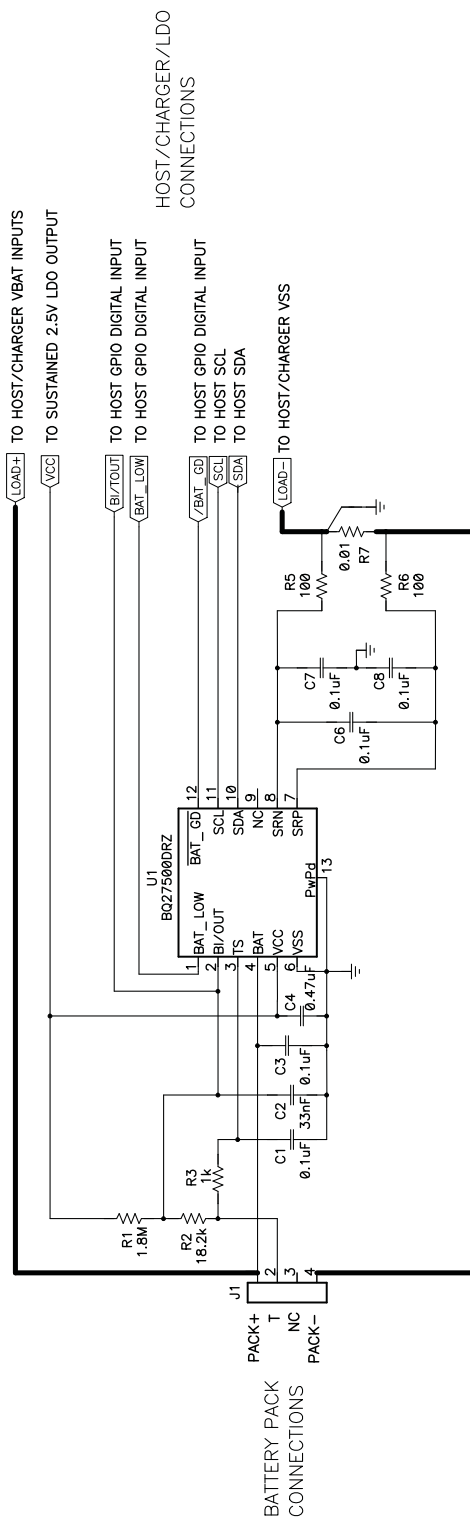 HOST/CHARGER/LDO
CONNECTIONS
LOAD+ TO HOST/CHARGER VBAT INPUTS
VCC TO SUSTAINED 2.5V LDO OUTPUT
BI/TOUT TO HOST GPIO DIGITAL INPUT
BAT_LOW TO HOST GPIO DIGITAL INPUT
/BAT_GD TO HOST GPIO DIGITAL INPUT
SCL TO HOST SCL
SDA TO HOST SDA
LOAD- TO HOST/CHARGER VSS
U1
BQ27500DRZ
1 BAT_LOW
2 BI/OUT
3 TS
4 BAT
5 VCC
6 VSS
BAT_GD 12
SCL 11
SDA 10
NC 9
SRN 8
SRP 7
PwPd 13
R1
1.8M
R2
18.2k
R3
1k
C1
0.1uF
C2
33nF
C3
0.1uF
C4
0.47uF
C6
0.1uF
C7
0.1uF
C8
0.1uF
R5
100
R6
100
0.01
R7
J1
PACK+
T 2
NC 3
PACK- 4
BATTERY PACK
CONNECTIONS